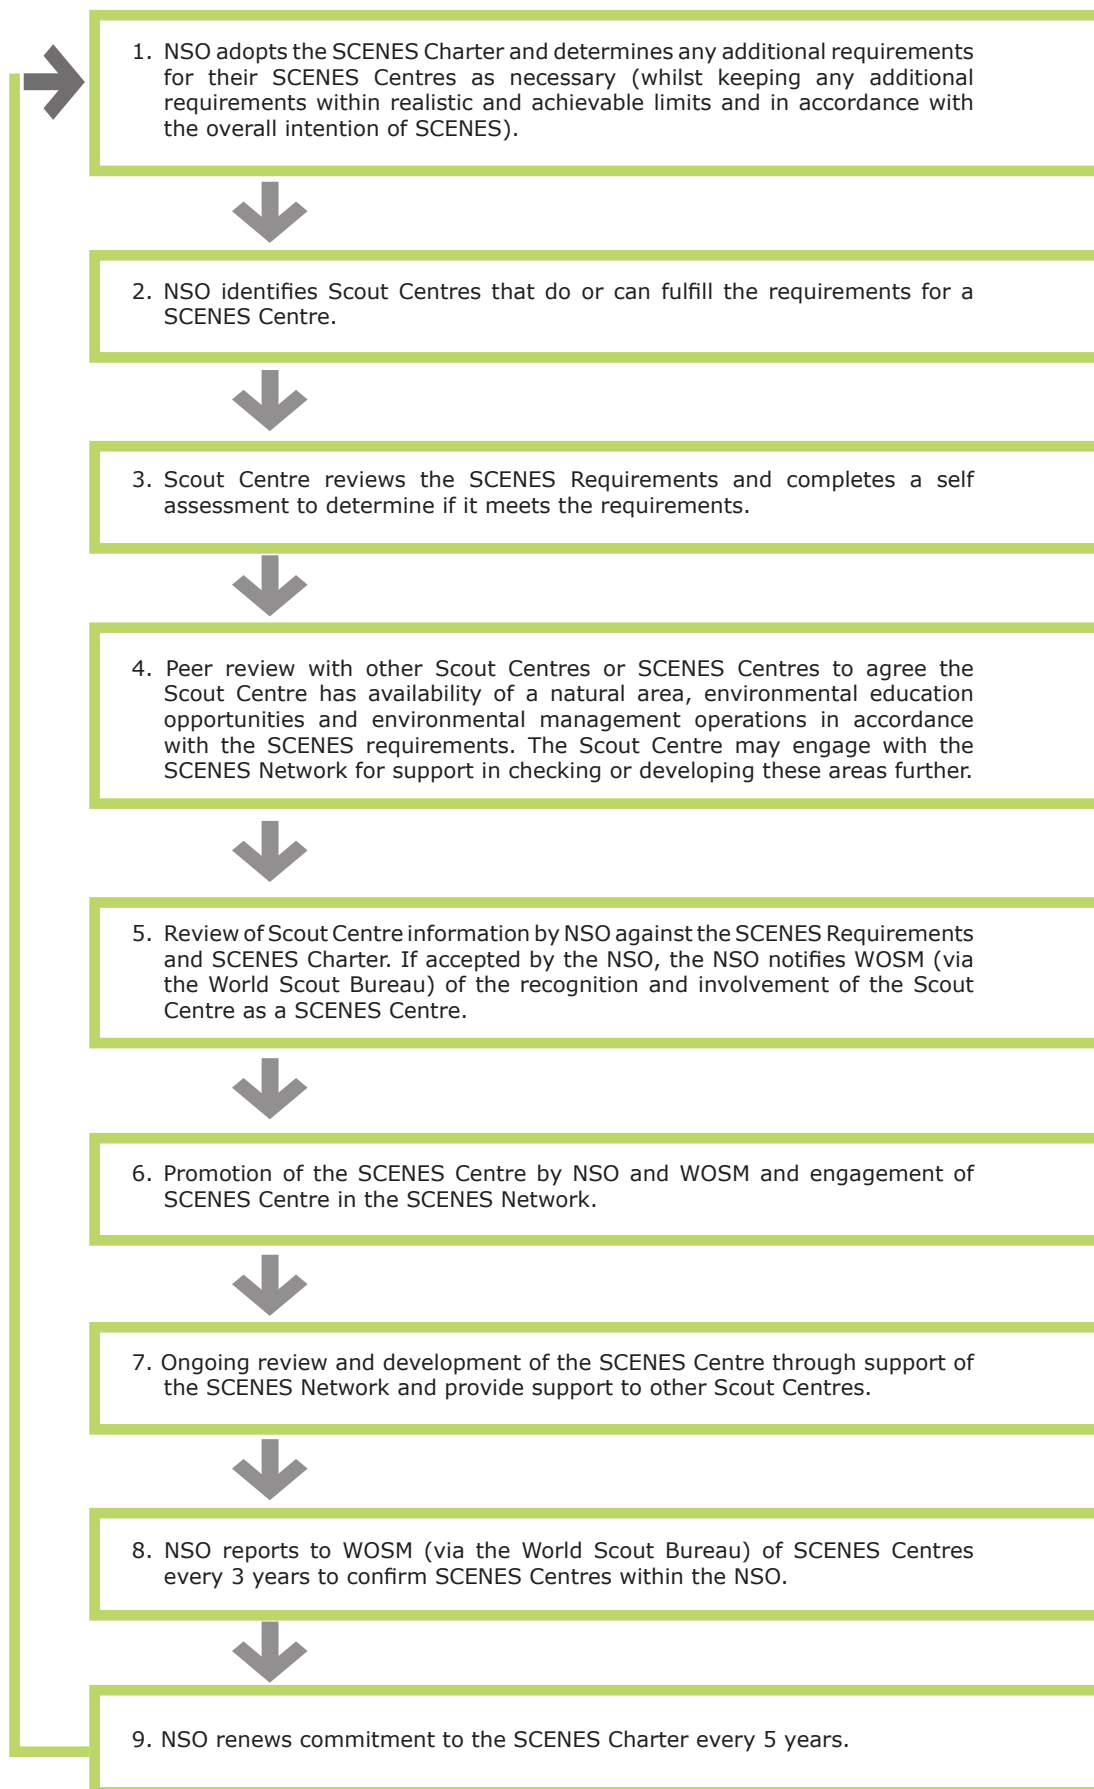 1. NSO adopts the SCENES Charter and determines any additional requirements
for their SCENES Centres as necessary (whilst keeping any additional
requirements within realistic and achievable limits and in accordance with
the overall intention of SCENES).
2. NSO identifies Scout Centres that do or can fulfill the requirements for a
SCENES Centre.
3. Scout Centre reviews the SCENES Requirements and completes a self
assessment to determine if it meets the requirements.
4. Peer review with other Scout Centres or SCENES Centres to agree the
Scout Centre has availability of a natural area, environmental education
opportunities and environmental management operations in accordance
with the SCENES requirements. The Scout Centre may engage with the
SCENES Network for support in checking or developing these areas further.
5. Review of Scout Centre information by NSO against the SCENES Requirements
and SCENES Charter. If accepted by the NSO, the NSO notifies WOSM (via
the World Scout Bureau) of the recognition and involvement of the Scout
Centre as a SCENES Centre.
6. Promotion of the SCENES Centre by NSO and WOSM and engagement of
SCENES Centre in the SCENES Network.
7. Ongoing review and development of the SCENES Centre through support of
the SCENES Network and provide support to other Scout Centres.
8. NSO reports to WOSM (via the World Scout Bureau) of SCENES Centres
every 3 years to confirm SCENES Centres within the NSO.
9. NSO renews commitment to the SCENES Charter every 5 years.